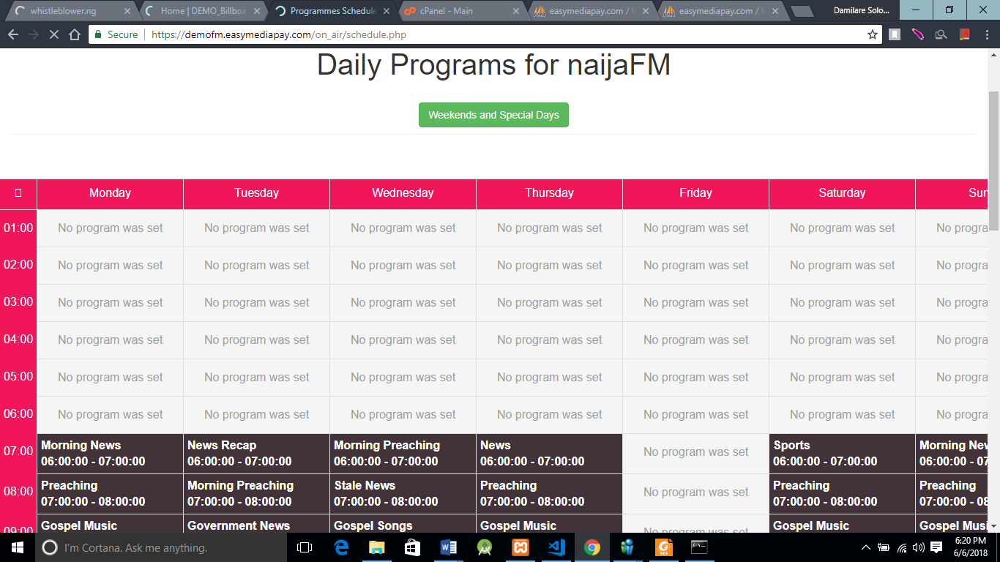 whistleblower.ng
Home | DEMO_Billboa
Programmes Schedule
cPanel - Main
easymediapay.com / lo
easymediapay.com / lo
Damilare Solo...
Secure
https://demofm.easymediapay.com/on_air/schedule.php
Daily Programs for naijaFM
Weekends and Special Days
Monday Tuesday Wednesday Thursday Friday Saturday Sun
01:00 No program was set No program was set No program was set No program was set No program was set No program was set No progra
02:00 No program was set No program was set No program was set No program was set No program was set No program was set No progra
03:00 No program was set No program was set No program was set No program was set No program was set No program was set No progra
04:00 No program was set No program was set No program was set No program was set No program was set No program was set No progra
05:00 No program was set No program was set No program was set No program was set No program was set No program was set No progra
06:00 No program was set No program was set No program was set No program was set No program was set No program was set No progra
07:00
Morning News News Recap Morning Preaching News No program was set Sports Morning New
06:00:00 - 07:00:00 06:00:00 - 07:00:00 06:00:00 - 07:00:00 06:00:00 - 07:00:00 06:00:00 - 07:00:00 06:00:00 - 07
08:00
Preaching Morning Preaching Stale News Preaching No program was set Preaching Preaching
07:00:00 - 08:00:00 07:00:00 - 08:00:00 07:00:00 - 08:00:00 07:00:00 - 08:00:00 07:00:00 - 08:00:00 07:00:00 - 08
09:00 Gospel Music Government News Gospel Songs Gospel Music No program was set Gospel Music Gospel Musi
I'm Cortana. Ask me anything.
6:20 PM
6/6/2018